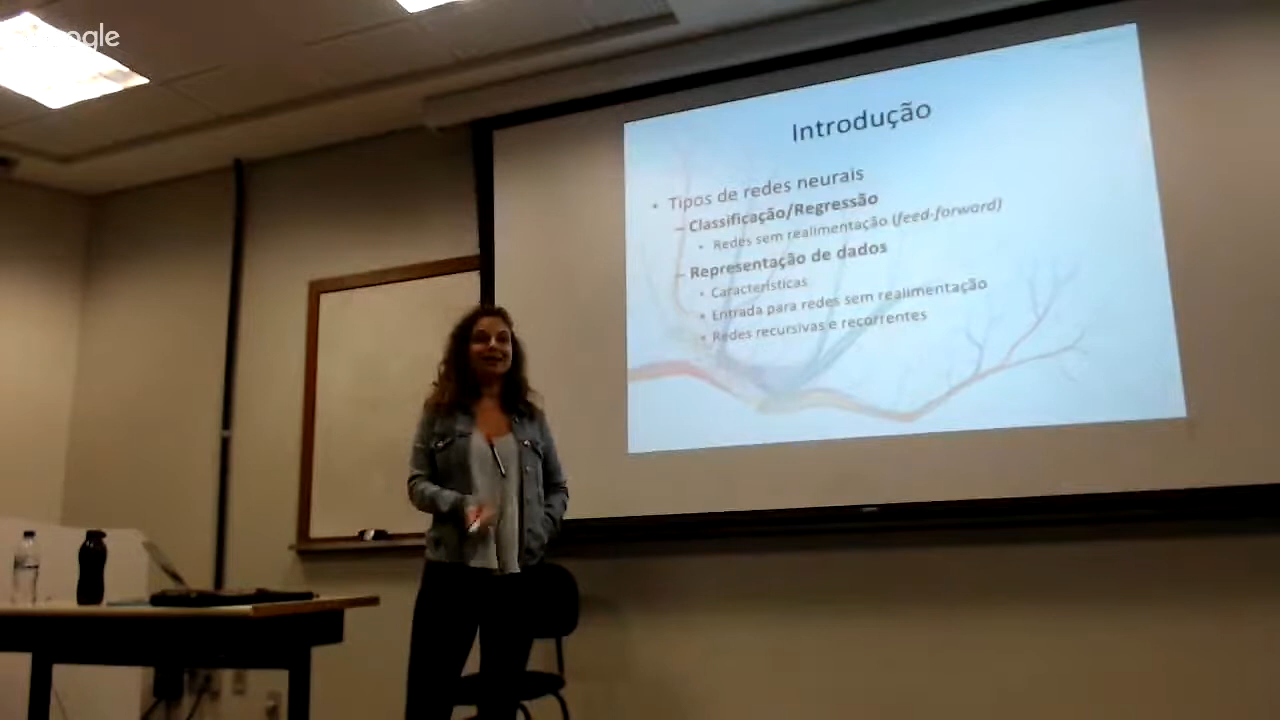 Google
Introdução
• Tipos de redes neurais
– Classificação/Regressão
• Redes sem realimentação (feed-forward)
– Representação de dados
• Características
• Entrada para redes sem realimentação
• Redes recursivas e recorrentes